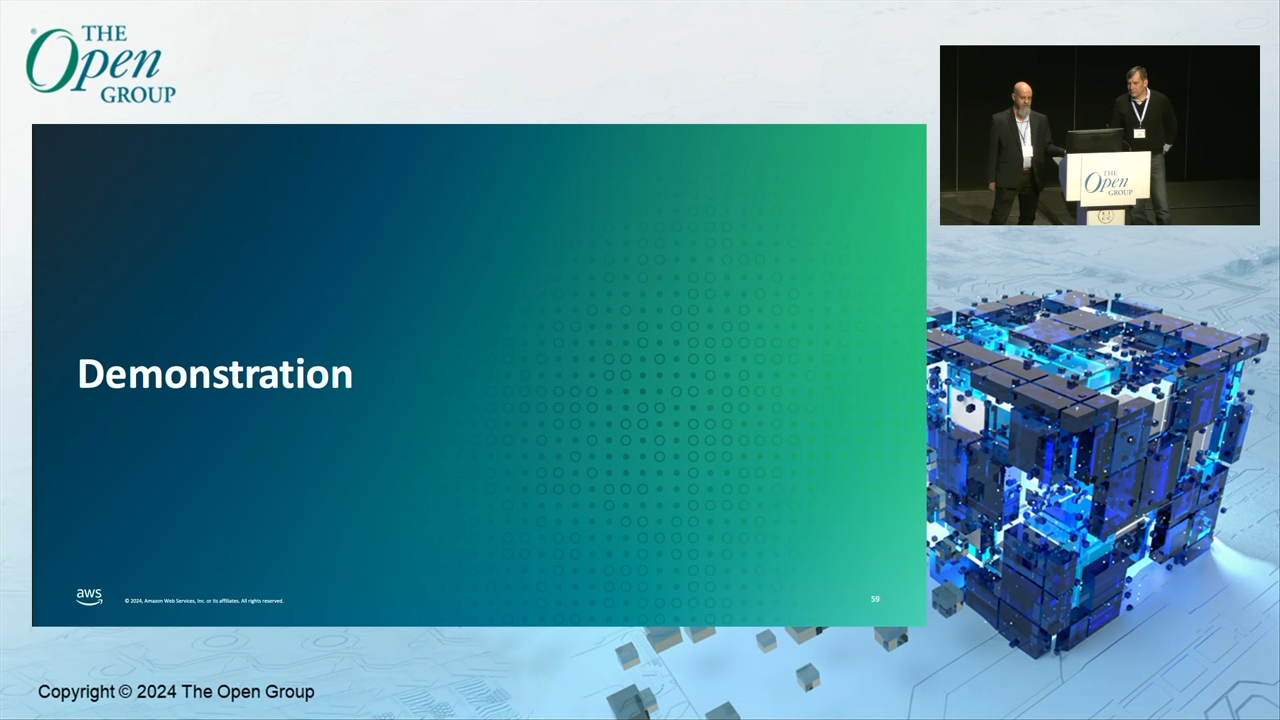 THE
Open
GROUP
THE
Open
GROUP
Demonstration
aws
© 2024, Amazon Web Services, Inc. or its affiliates. All rights reserved.
59
Copyright © 2024 The Open Group